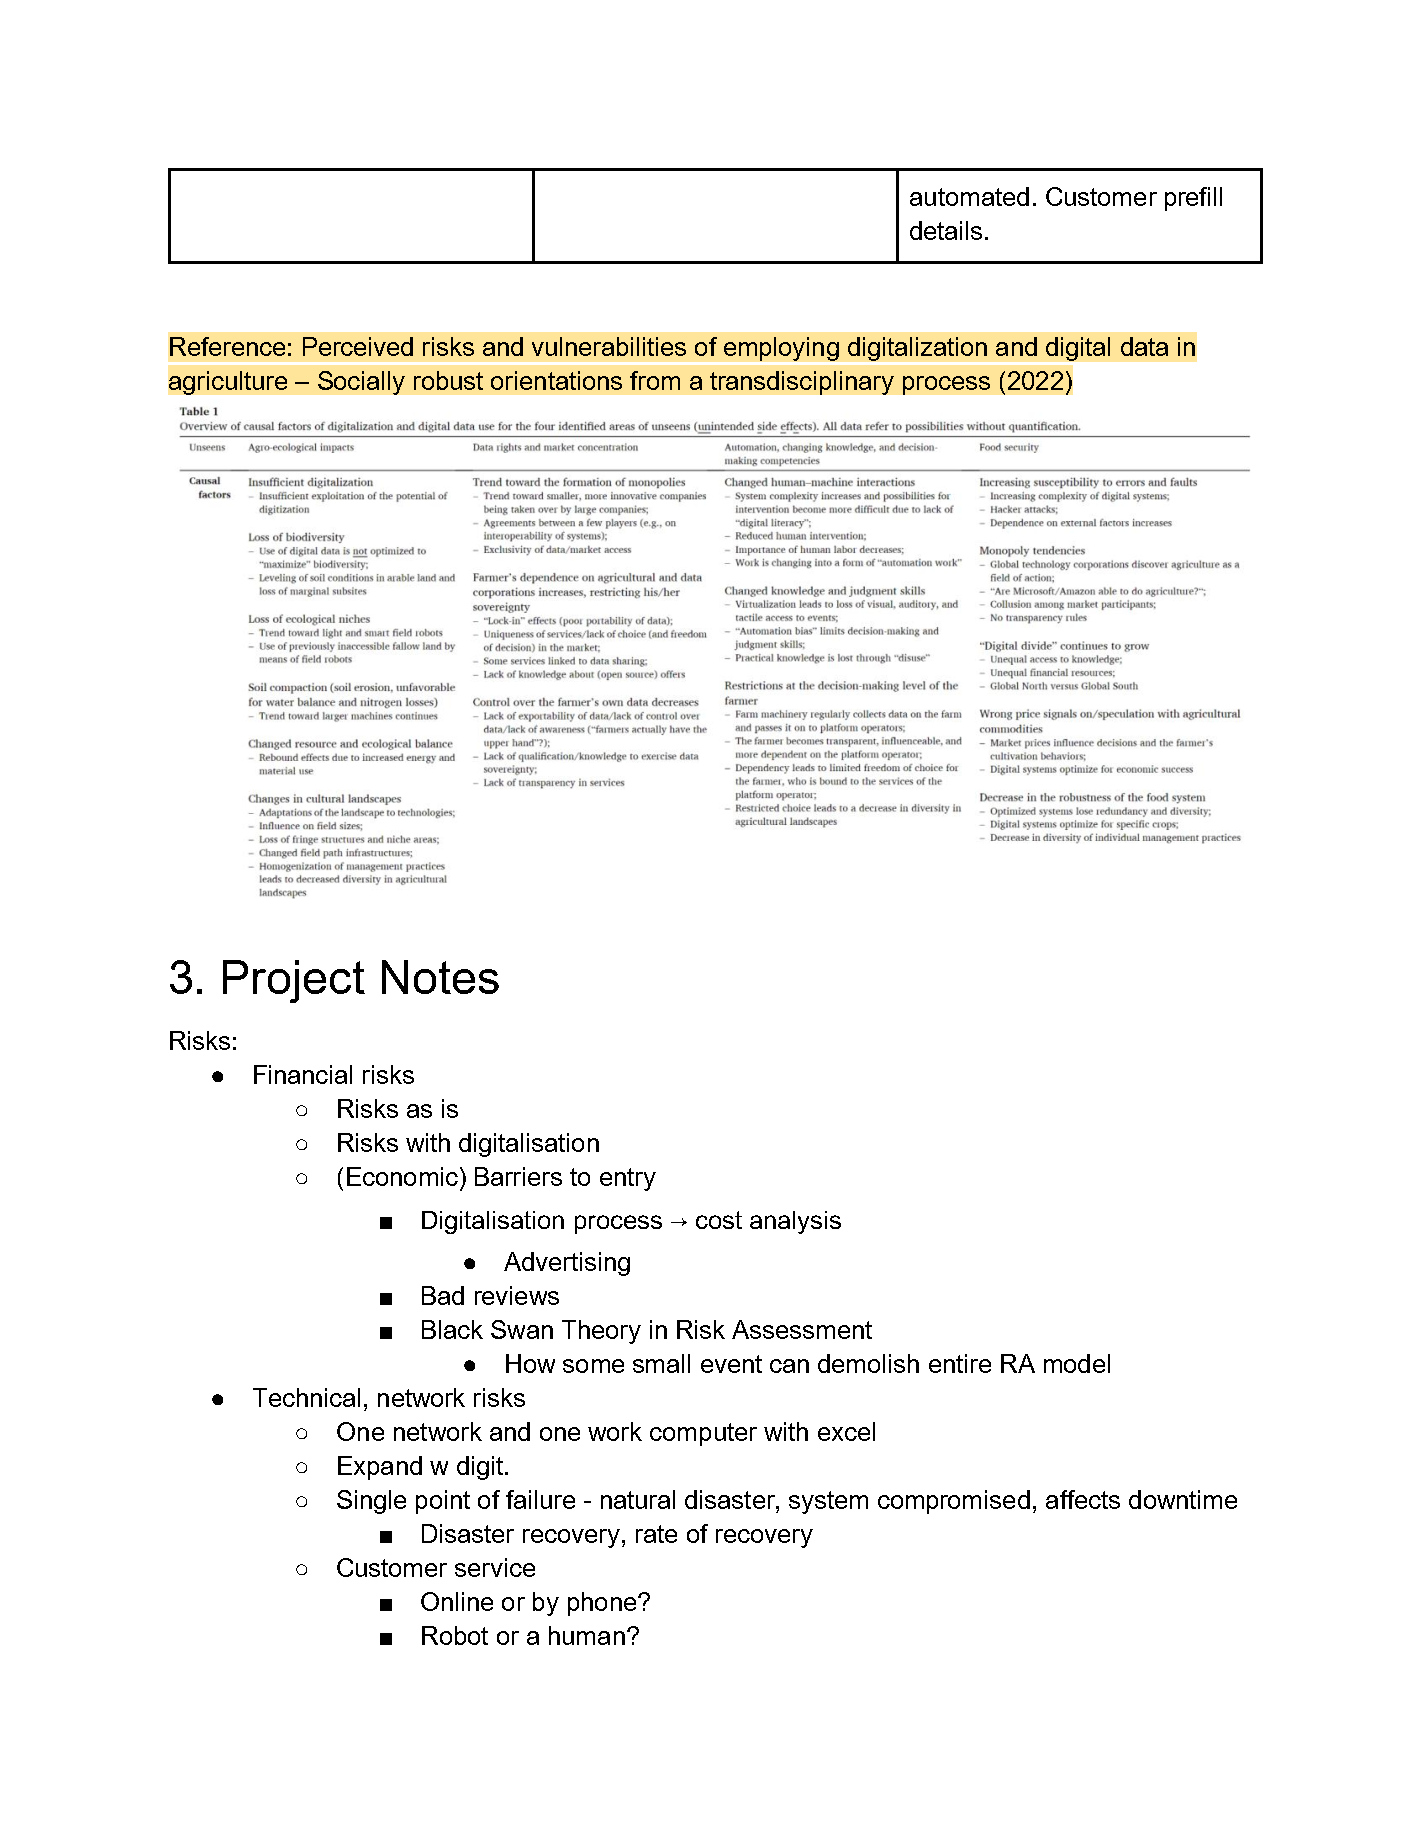 automated. Customer prefill
details.
Reference: Perceived risks and vulnerabilities of employing digitalization and digital data in
agriculture – Socially robust orientations from a transdisciplinary process (2022)
Table 1
Overview of causal factors of digitalization and digital data use for the four identified areas of unseens (unintended side effects). All data refer to possibilities without quantification.
Unseens
Agro-ecological impacts
Data rights and market concentration
Automation, changing knowledge, and decision-
making competencies
Food security
Causal
factors
Insufficient digitalization
– Insufficient exploitation of the potential of
digitization
Loss of biodiversity
– Use of digital data is not optimized to
"maximize" biodiversity;
– Leveling of soil conditions in arable land and
loss of marginal subsites
Loss of ecological niches
– Trend toward light and smart field robots
– Use of previously inaccessible fallow land by
means of field robots
Soil compaction (soil erosion, unfavorable
for water balance and nitrogen losses)
– Trend toward larger machines continues
Changed resource and ecological balance
– Rebound effects due to increased energy and
material use
Changes in cultural landscapes
– Adaptations of the landscape to technologies;
– Influence on field sizes;
– Loss of fringe structures and niche areas;
– Changed field path infrastructures;
– Homogenization of management practices
leads to decreased diversity in agricultural
landscapes
Trend toward the formation of monopolies
– Trend toward smaller, more innovative companies
being taken over by large companies;
– Agreements between a few players (e.g., on
interoperability of systems);
– Exclusivity of data/market access
Farmer's dependence on agricultural and data
corporations increases, restricting his/her
sovereignty
– "Lock-in" effects (poor portability of data);
– Uniqueness of services/lack of choice (and freedom
of decision) in the market;
– Some services linked to data sharing;
– Lack of knowledge about (open source) offers
Control over the farmer's own data decreases
– Lack of exportability of data/lack of control over
data/lack of awareness ("farmers actually have the
upper hand"?);
– Lack of qualification/knowledge to exercise data
sovereignty;
– Lack of transparency in services
Changed human–machine interactions
– System complexity increases and possibilities for
intervention become more difficult due to lack of
"digital literacy";
– Reduced human intervention;
– Importance of human labor decreases;
– Work is changing into a form of "automation work"
Changed knowledge and judgment skills
– Virtualization leads to loss of visual, auditory, and
tactile access to events;
– "Automation bias" limits decision-making and
judgment skills;
– Practical knowledge is lost through "disuse"
Restrictions at the decision-making level of the
farmer
– Farm machinery regularly collects data on the farm
and passes it on to platform operators;
– The farmer becomes transparent, influenceable, and
more dependent on the platform operator;
– Dependency leads to limited freedom of choice for
the farmer, who is bound to the services of the
platform operator;
– Restricted choice leads to a decrease in diversity in
agricultural landscapes
Increasing susceptibility to errors and faults
– Increasing complexity of digital systems;
– Hacker attacks;
– Dependence on external factors increases
Monopoly tendencies
– Global technology corporations discover agriculture as a
field of action;
– "Are Microsoft/Amazon able to do agriculture?";
– Collusion among market participants;
– No transparency rules
"Digital divide" continues to grow
– Unequal access to knowledge;
– Unequal financial resources;
– Global North versus Global South
Wrong price signals on/speculation with agricultural
commodities
– Market prices influence decisions and the farmer's
cultivation behaviors;
– Digital systems optimize for economic success
Decrease in the robustness of the food system
– Optimized systems lose redundancy and diversity;
– Digital systems optimize for specific crops;
– Decrease in diversity of individual management practices
3. Project Notes
Risks:
● Financial risks
○ Risks as is
○ Risks with digitalisation
○ (Economic) Barriers to entry
■ Digitalisation process → cost analysis
● Advertising
■ Bad reviews
■ Black Swan Theory in Risk Assessment
● How some small event can demolish entire RA model
● Technical, network risks
○ One network and one work computer with excel
○ Expand w digit.
○ Single point of failure - natural disaster, system compromised, affects downtime
■ Disaster recovery, rate of recovery
○ Customer service
■ Online or by phone?
■ Robot or a human?